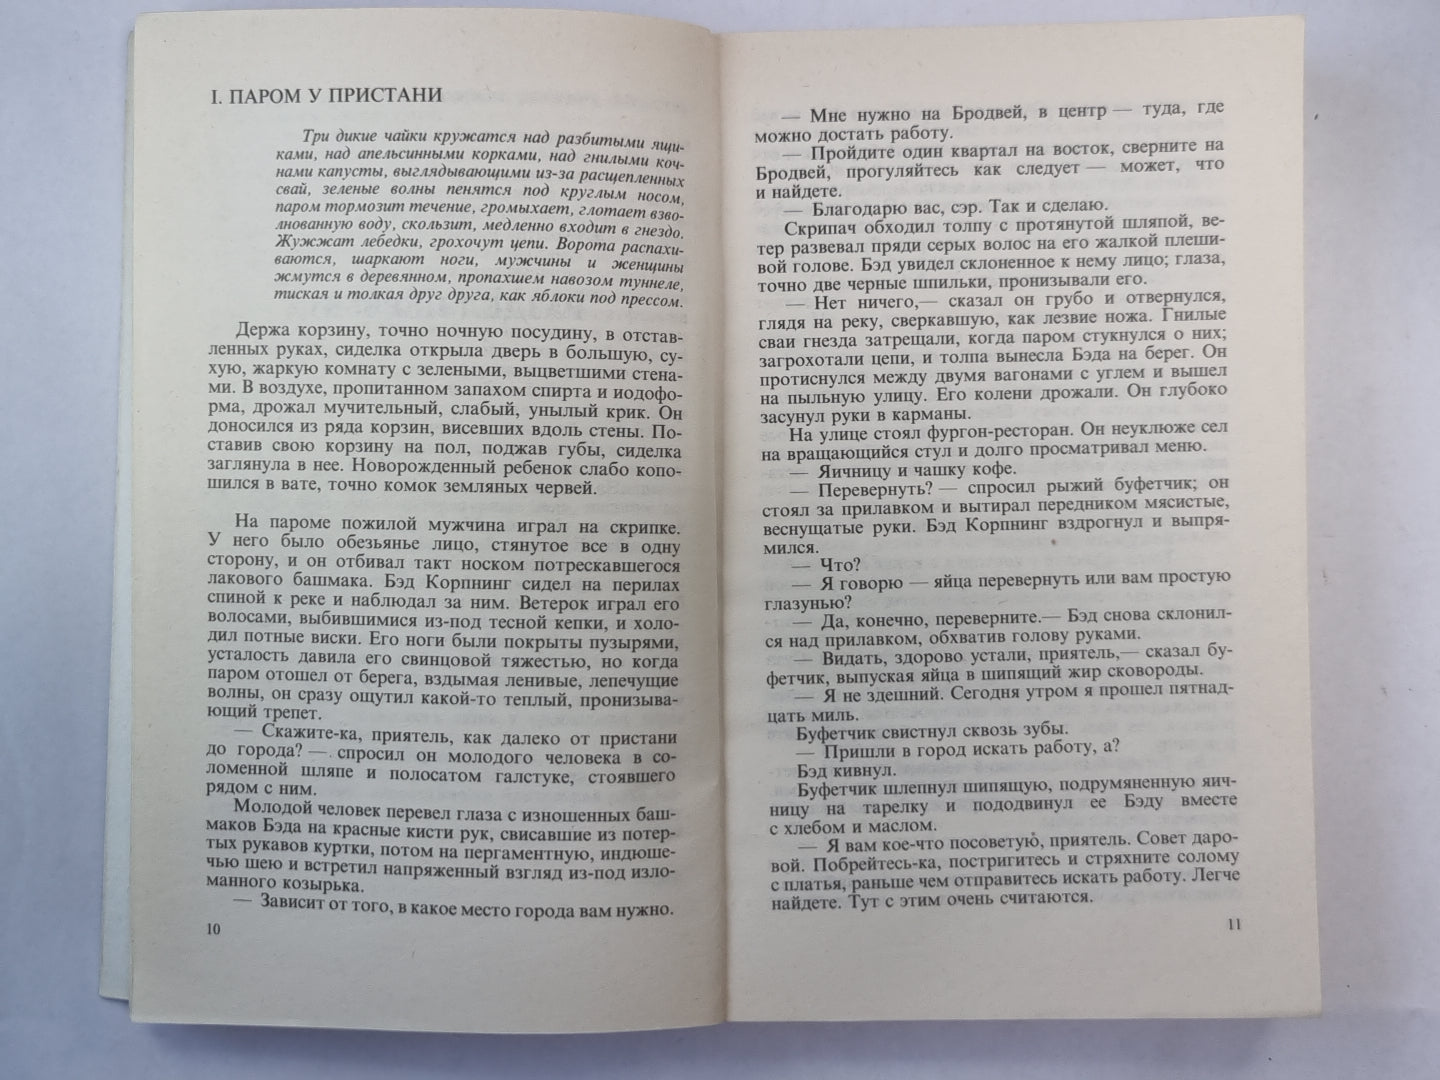 I. ПАРОМ У ПРИСТАНИ
Три дикие чайки кружатся над разбитыми ящи-
ками, над апельсинными корками, над гнилыми коч-
нами капусты, выглядывающими из-за расщепленных
свай, зеленые волны пенятся под круглым носом,
паром тормозит течение, громыхает, глотает взво-
лнованную воду, скользит, медленно входит в гнездо.
Жужжат лебедки, грохочут цепи. Ворота распахи-
ваются, шаркают ноги, мужчины и женщины
жмутся в деревянном, пропахшем навозом туннеле,
тиская и толкая друг друга, как яблоки под прессом.
Держа корзину, точно ночную посудину, в отстав-
ленных руках, сиделка открыла дверь в большую, су-
хую, жаркую комнату с зелеными, выцветшими стена-
ми. В воздухе, пропитанном запахом спирта и иодофо-
рма, дрожал мучительный, слабый, унылый крик. Он
доносился из ряда корзин, висевших вдоль стены. По-
ставив свою корзину на пол, поджав губы, сиделка
заглянула в нее. Новорожденный ребенок слабо копо-
шился в вате, точно комок земляных червей.
На пароме пожилой мужчина играл на скрипке.
У него было обезьянье лицо, стянутое все в одну
сторону, и он отбивал такт носком потрескавшегося
лакового башмака. Бэд Корпнинг сидел на перилах
спиной к реке и наблюдал за ним. Ветерок играл его
волосами, выбившимися из-под тесной кепки, и холо-
дил потные виски. Его ноги были покрыты пузырями,
усталость давила его свинцовой тяжестью, но когда
паром отошел от берега, вздымая ленивые, лепечущие
волны, он сразу ощутил какой-то теплый, пронизыва-
ющий трепет.
— Скажите-ка, приятель, как далеко от пристани
до города? — спросил он молодого человека в со-
ломенной шляпе и полосатом галстуке, стоявшего
рядом с ним.
Молодой человек перевел глаза с изношенных баш-
маков Бэда на красные кисти рук, свисавшие из потер-
тых рукавов куртки, потом на пергаментную, индюше-
чью шею и встретил напряженный взгляд из-под изло-
манного козырька.
— Зависит от того, в какое место города вам нужно.
10
— Мне нужно на Бродвей, в центр — туда, где
можно достать работу.
— Пройдите один квартал на восток, сверните на
Бродвей, прогуляйтесь как следует — может, что
и найдете.
— Благодарю вас, сэр. Так и сделаю.
Скрипач обходил толпу с протянутой шляпой, ве-
тер развевал пряди серых волос на его жалкой плеши-
вой голове. Бэд увидел склоненное к нему лицо; глаза,
точно две черные шпильки, пронизывали его.
— Нет ничего,— сказал он грубо и отвернулся,
глядя на реку, сверкавшую, как лезвие ножа. Гнилые
сваи гнезда затрещали, когда паром стукнулся о них;
загрохотали цепи, и толпа вынесла Бэда на берег. Он
протиснулся между двумя вагонами с углем и вышел
на пыльную улицу. Его колени дрожали. Он глубоко
засунул руки в карманы.
На улице стоял фургон-ресторан. Он неуклюже сел
на вращающийся стул и долго просматривал меню.
— Яичницу и чашку кофе.
— Перевернуть? — спросил рыжий буфетчик; он
стоял за прилавком и вытирал передником мясистые,
веснущатые руки. Бэд Корпнинг вздрогнул и выпря-
мился.
— Что?
— Я говорю — яйца перевернуть или вам простую
глазунью?
— Да, конечно, переверните.— Бэд снова склонил-
ся над прилавком, обхватив голову руками.
— Видать, здорово устали, приятель,— сказал бу-
фетчик, выпуская яйца в шипящий жир сковороды.
— Я не здешний. Сегодня утром я прошел пятнад-
цать миль.
Буфетчик свистнул сквозь зубы.
— Пришли в город искать работу, а?
Бэд кивнул.
Буфетчик шлепнул шипящую, подрумяненную яич-
ницу на тарелку и пододвинул ее Бэду вместе
с хлебом и маслом.
— Я вам кое-что посоветую, приятель. Совет даро-
вой. Побрейтесь-ка, постригитесь и стряхните солому
с платья, раньше чем отправитесь искать работу. Легче
найдете. Тут с этим очень считаются.
11